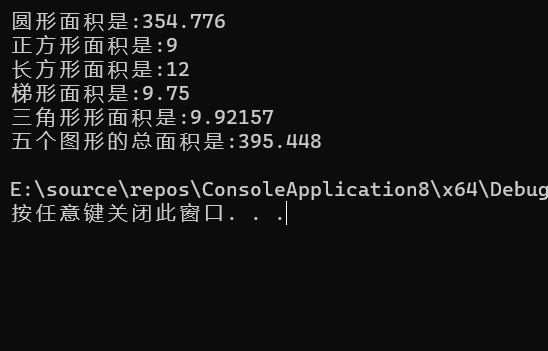 圆形面积是:354.776
正方形面积是:9
长方形面积是:12
梯形面积是:9.75
三角形形面积是:9.92157
五个图形的总面积是:395.448
E:\source\repos\ConsoleApplication8\x64\Debug
按任意键关闭此窗口. . .